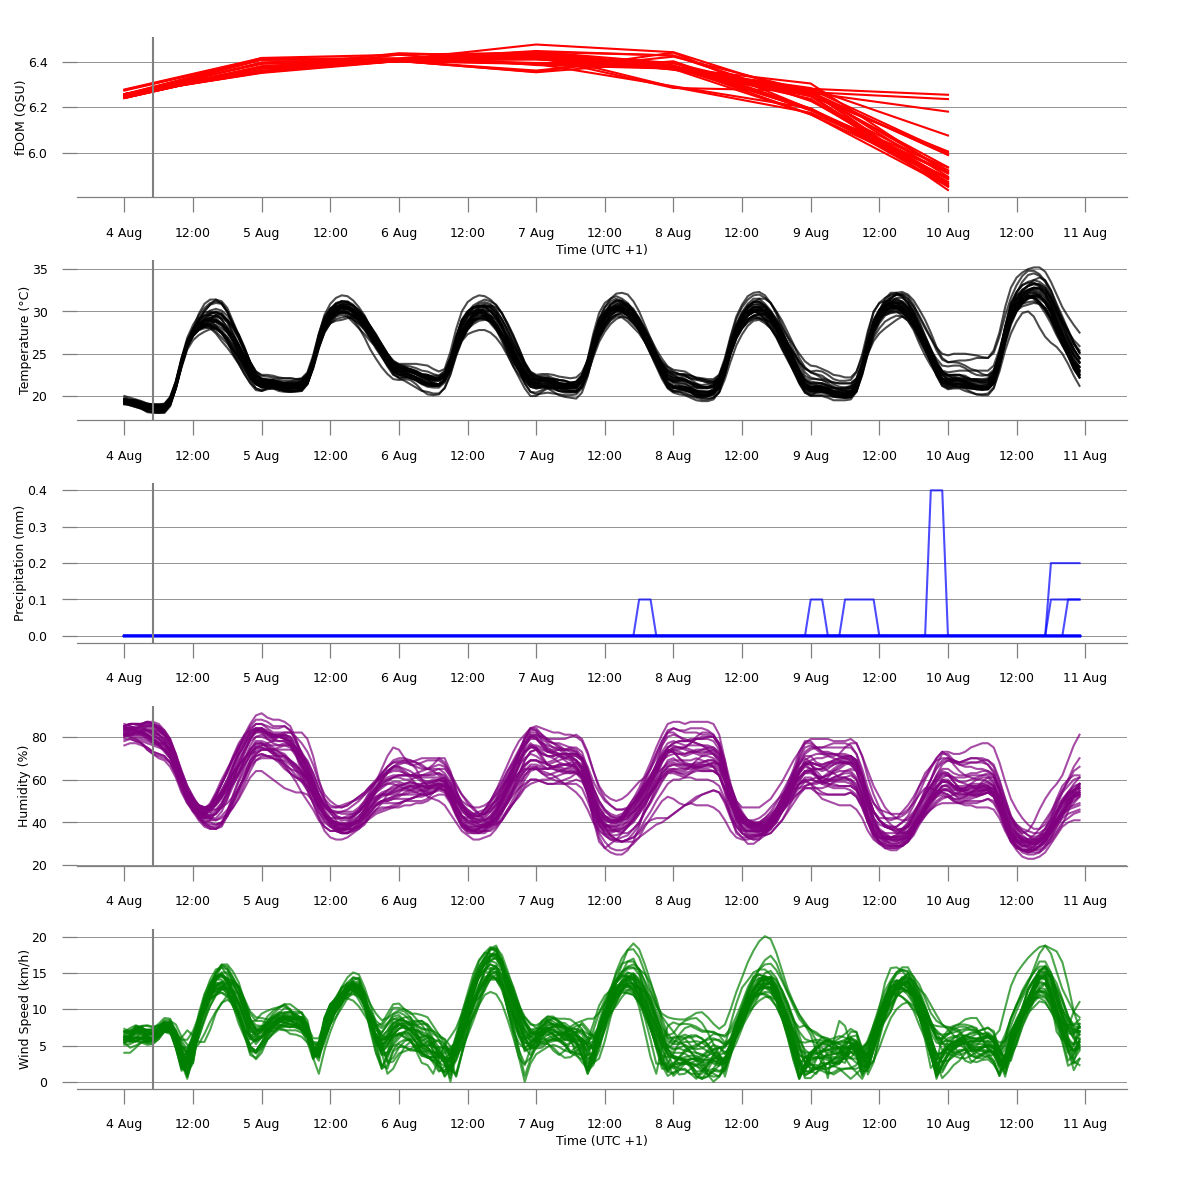 fDOM (QSU)
6.4
6.2
6.0
4 Aug 12:00 5 Aug 12:00 6 Aug 12:00 7 Aug 12:00 8 Aug 12:00 9 Aug 12:00 10 Aug 12:00 11 Aug
Time (UTC +1)
Temperature (°C)
35
30
25
20
4 Aug 12:00 5 Aug 12:00 6 Aug 12:00 7 Aug 12:00 8 Aug 12:00 9 Aug 12:00 10 Aug 12:00 11 Aug
Precipitation (mm)
0.4
0.3
0.2
0.1
0.0
4 Aug 12:00 5 Aug 12:00 6 Aug 12:00 7 Aug 12:00 8 Aug 12:00 9 Aug 12:00 10 Aug 12:00 11 Aug
Humidity (%)
80
60
40
20
4 Aug 12:00 5 Aug 12:00 6 Aug 12:00 7 Aug 12:00 8 Aug 12:00 9 Aug 12:00 10 Aug 12:00 11 Aug
Wind Speed (km/h)
20
15
10
5
0
4 Aug 12:00 5 Aug 12:00 6 Aug 12:00 7 Aug 12:00 8 Aug 12:00 9 Aug 12:00 10 Aug 12:00 11 Aug
Time (UTC +1)